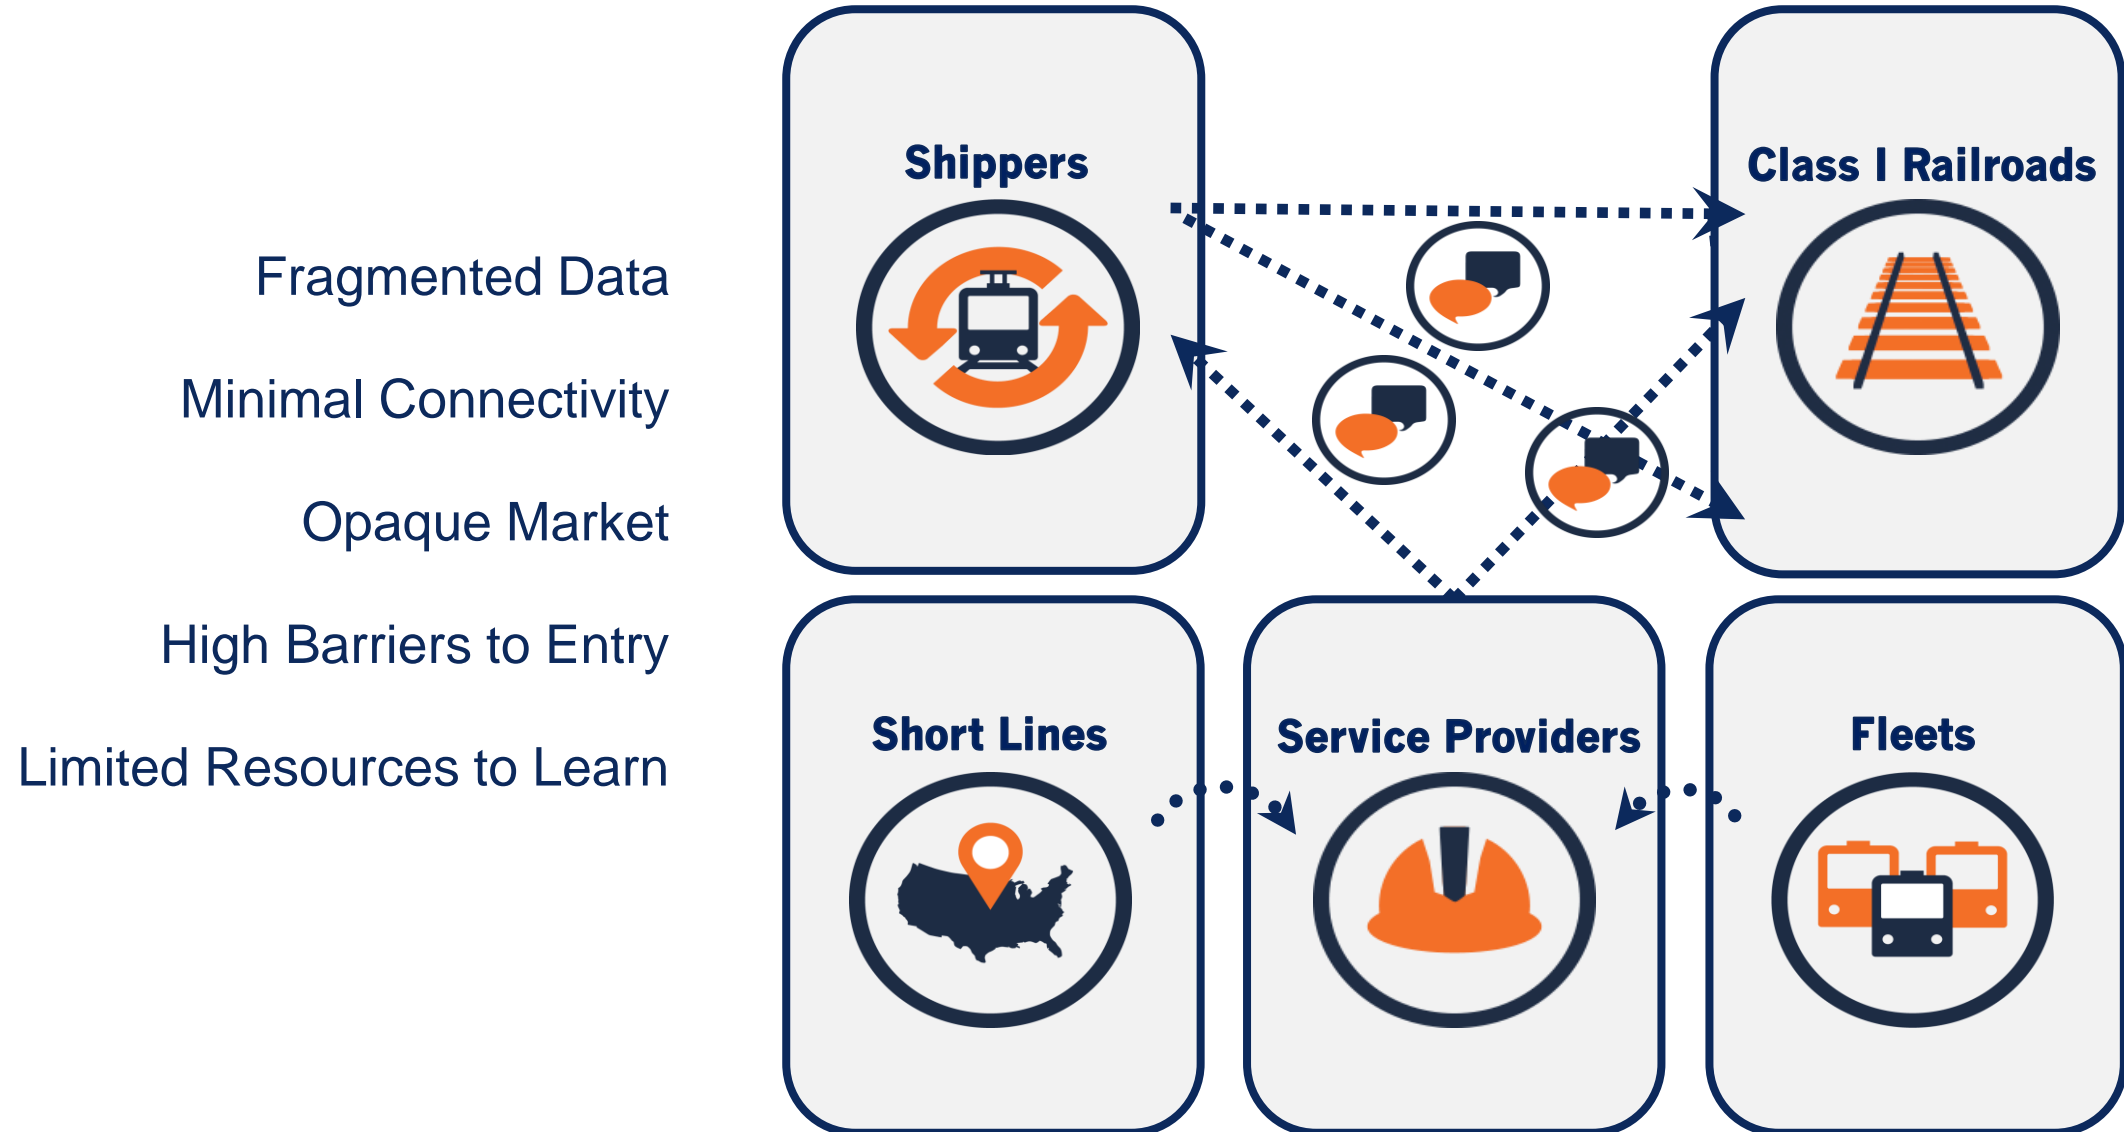 Fragmented Data
Minimal Connectivity
Opaque Market
High Barriers to Entry
Limited Resources to Learn
Shippers
Class I Railroads
Short Lines
Service Providers
Fleets